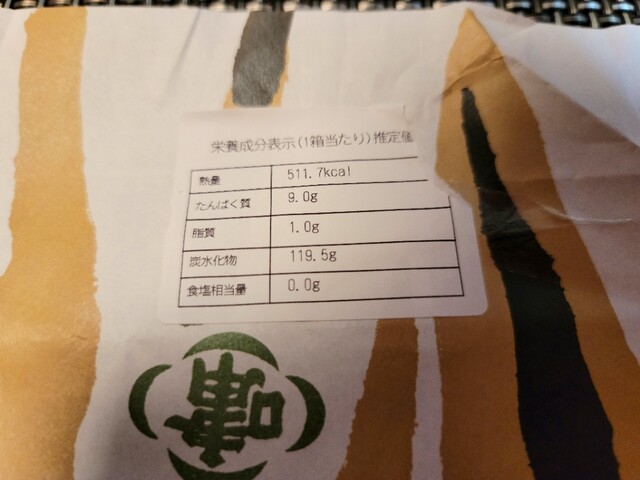 栄養成分表示(1箱当たり)推定値
熱量 511.7kcal
たんぱく質 9.0g
脂質 1.0g
炭水化物 119.5g
食塩相当量 0.0g